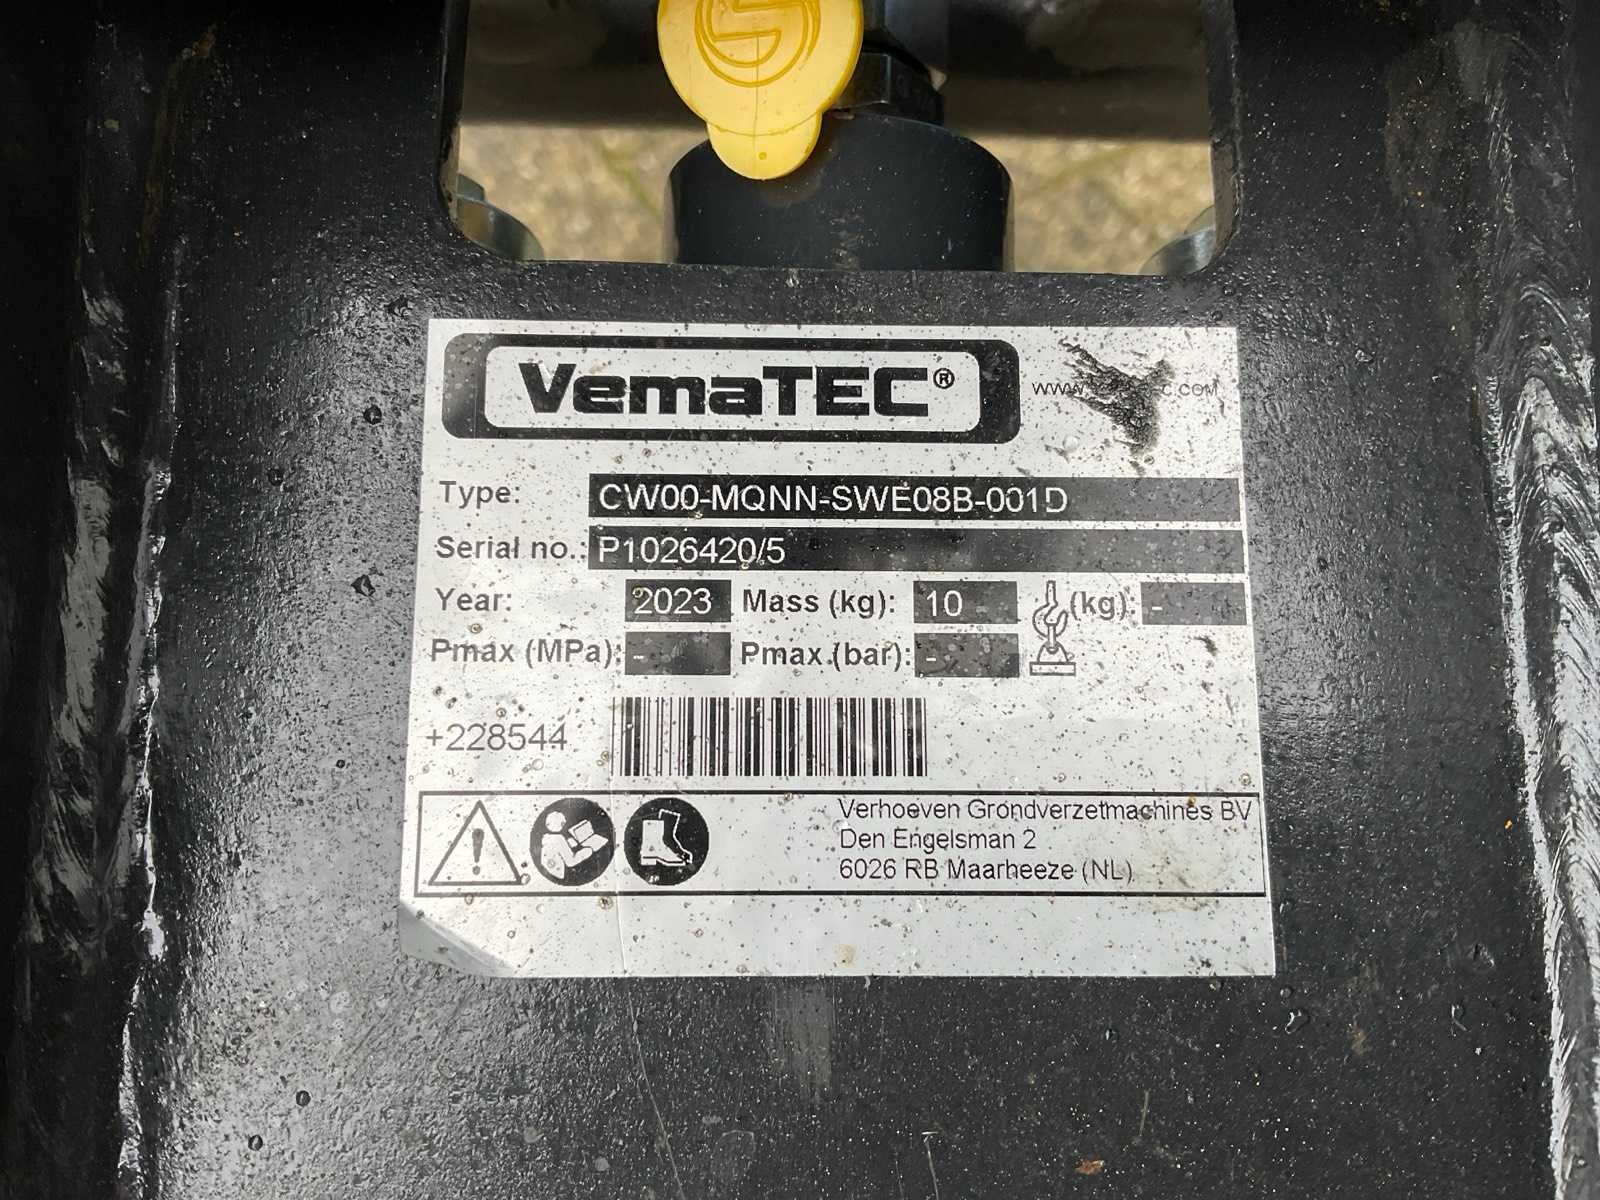 VemaTEC®
Type: CW00-MQNN-SWE08B-001D
Serial no.: P1026420/5
Year: 2023 Mass (kg): 10 (kg): -
Pmax (MPa): - Pmax.(bar): -
+228544
Verhoeven Grondverzetmachines BV
Den Engelsman 2
6026 RB Maarheeze (NL)